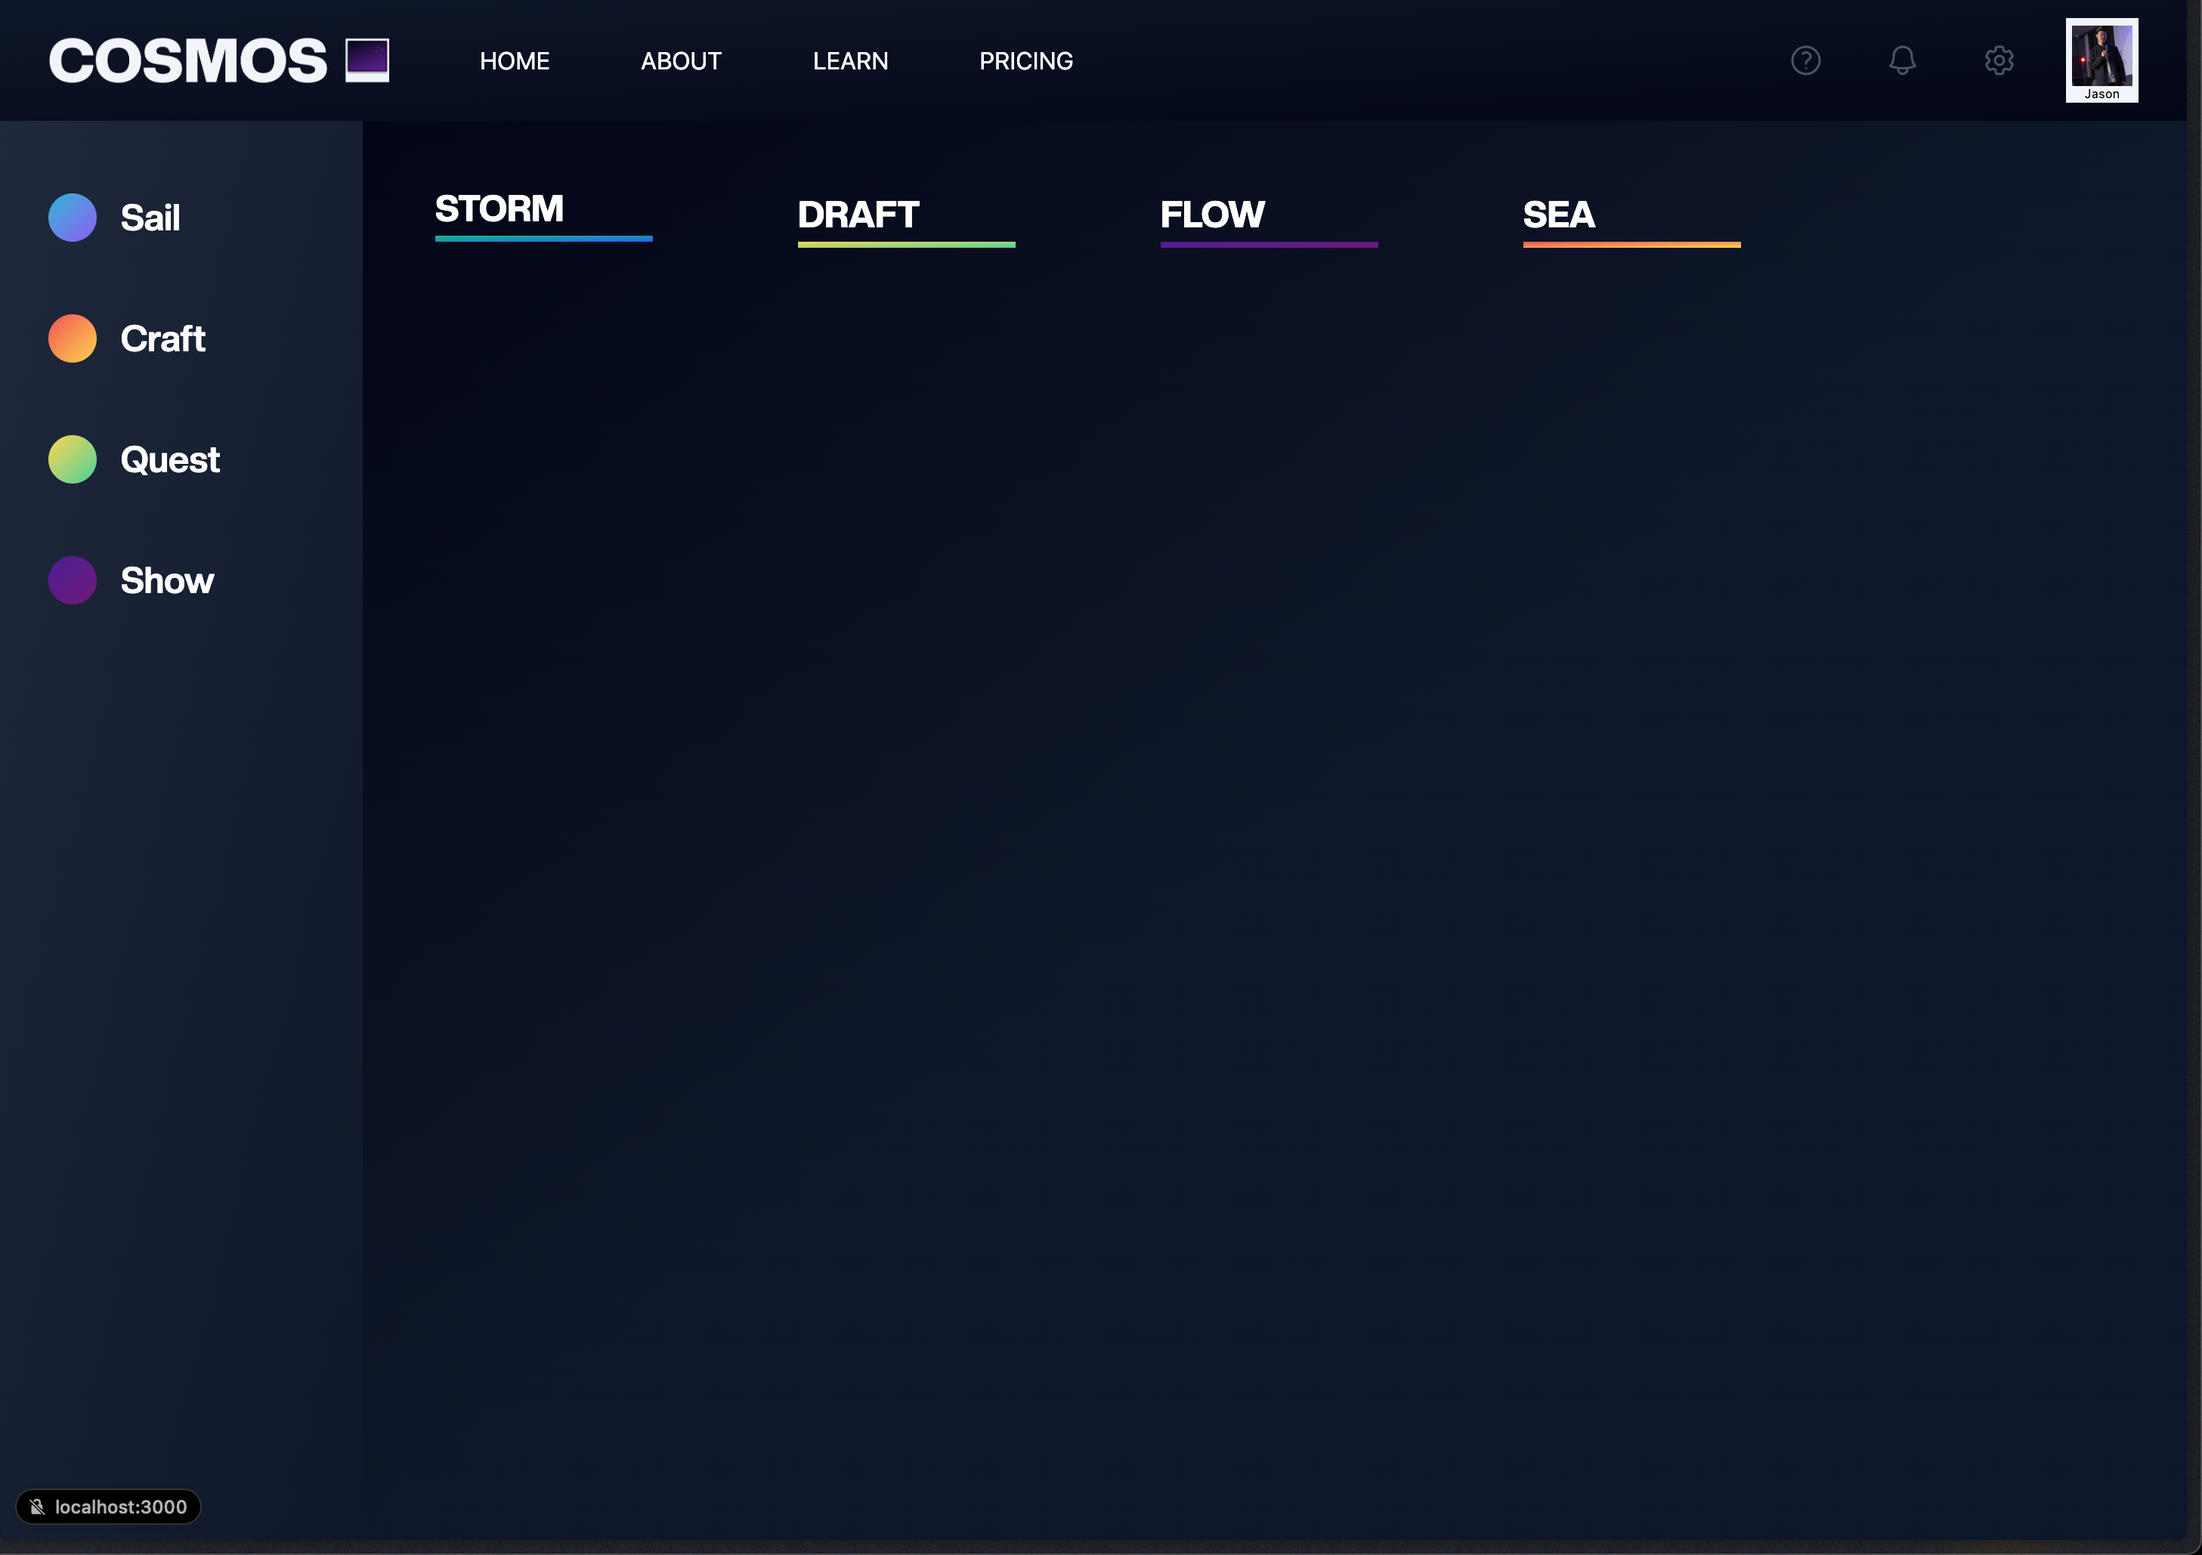 COSMOS
HOME
ABOUT
LEARN
PRICING
Jason
Sail
Craft
Quest
Show
STORM
DRAFT
FLOW
SEA
localhost:3000